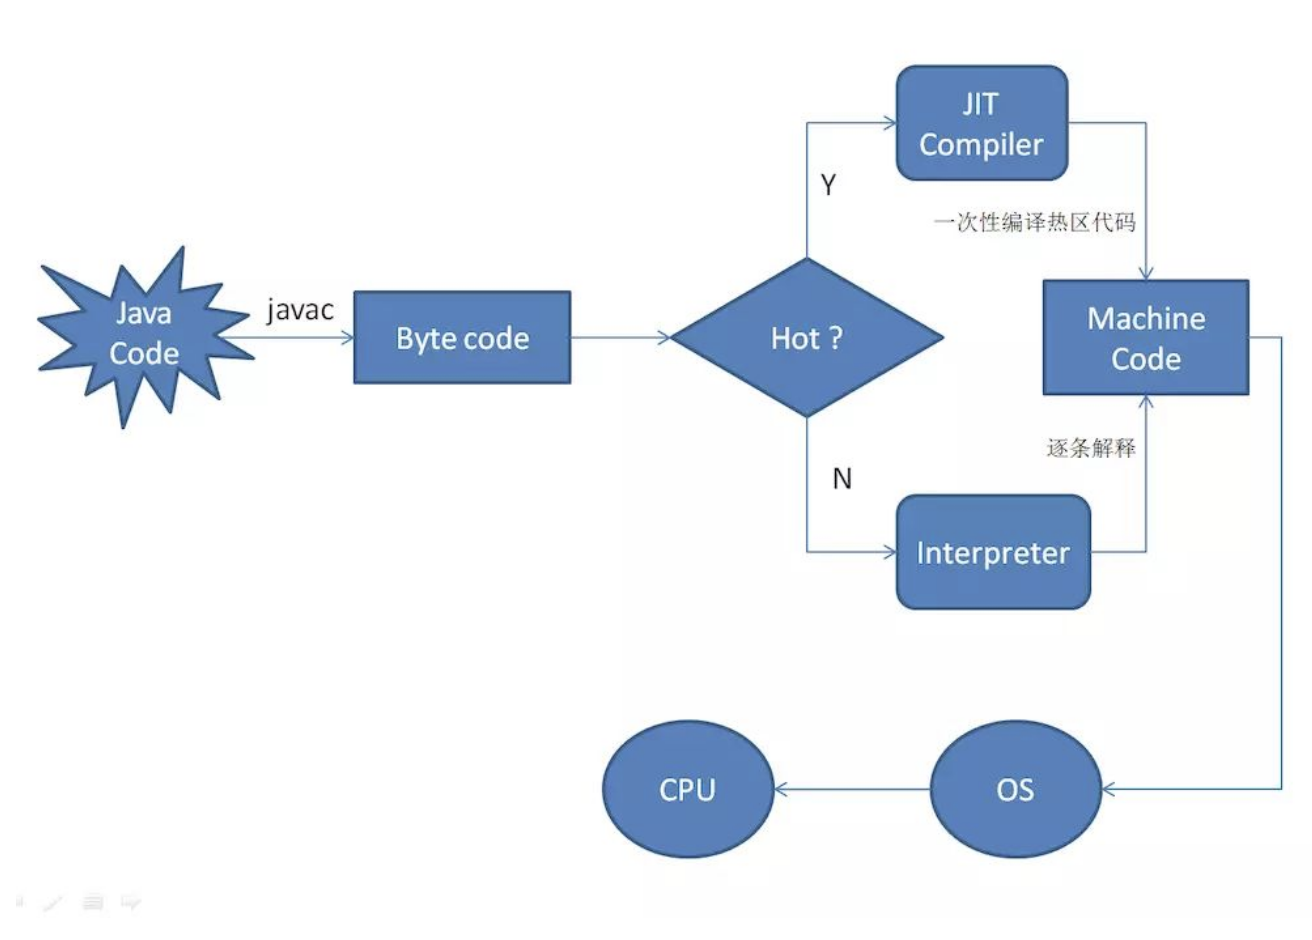 JIT
Compiler
Y
一次性编译热区代码
Java
Code
javac
Byte code
Hot ?
Machine
Code
逐条解释
N
Interpreter
CPU
OS